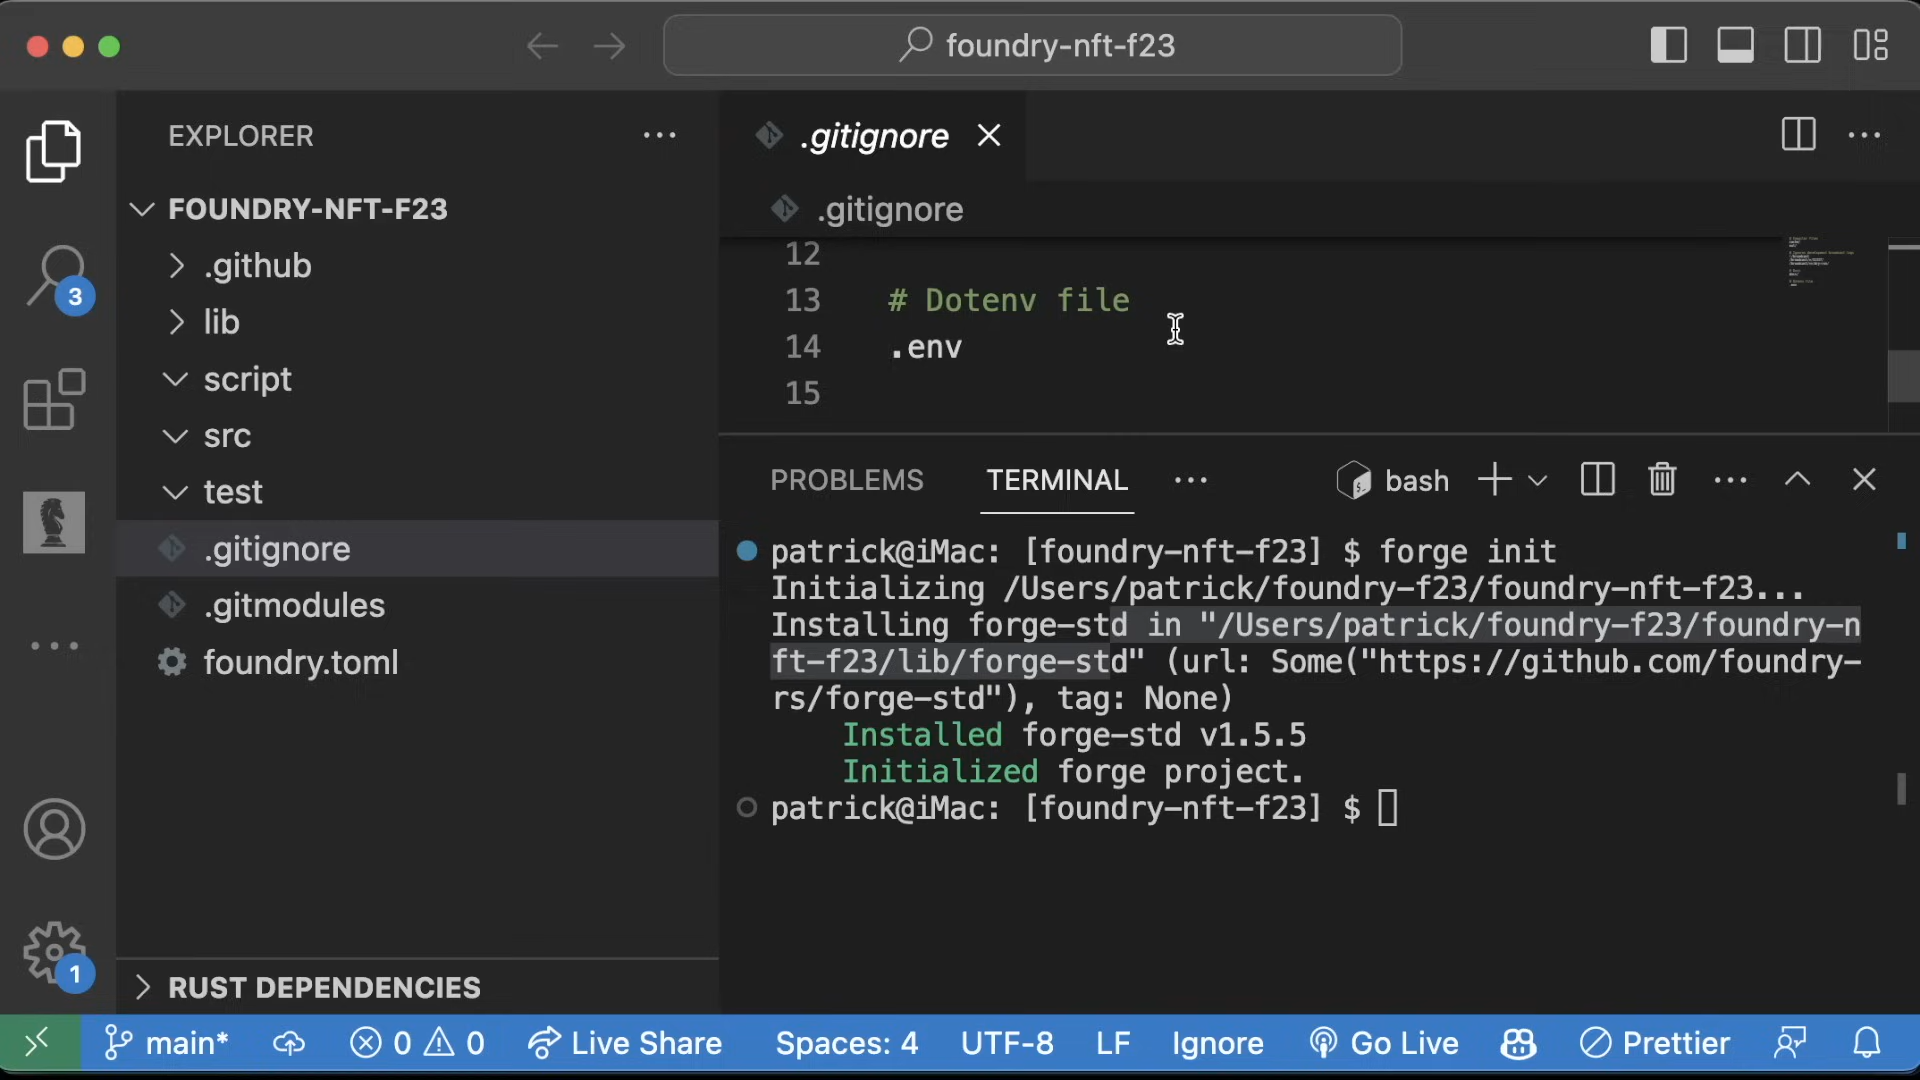 foundry-nft-f23
EXPLORER
FOUNDRY-NFT-F23
.github
lib
script
src
test
.gitignore
.gitmodules
foundry.toml
RUST DEPENDENCIES
3
1
.gitignore
.gitignore
12
13 # Dotenv file
14 .env
15
PROBLEMS TERMINAL bash
patrick@iMac: [foundry-nft-f23] $ forge init
Initializing /Users/patrick/foundry-f23/foundry-nft-f23...
Installing forge-std in "/Users/patrick/foundry-f23/foundry-n
ft-f23/lib/forge-std" (url: Some("https://github.com/foundry-
rs/forge-std"), tag: None)
Installed forge-std v1.5.5
Initialized forge project.
patrick@iMac: [foundry-nft-f23] $
main* 0 0 Live Share Spaces: 4 UTF-8 LF Ignore Go Live Prettier